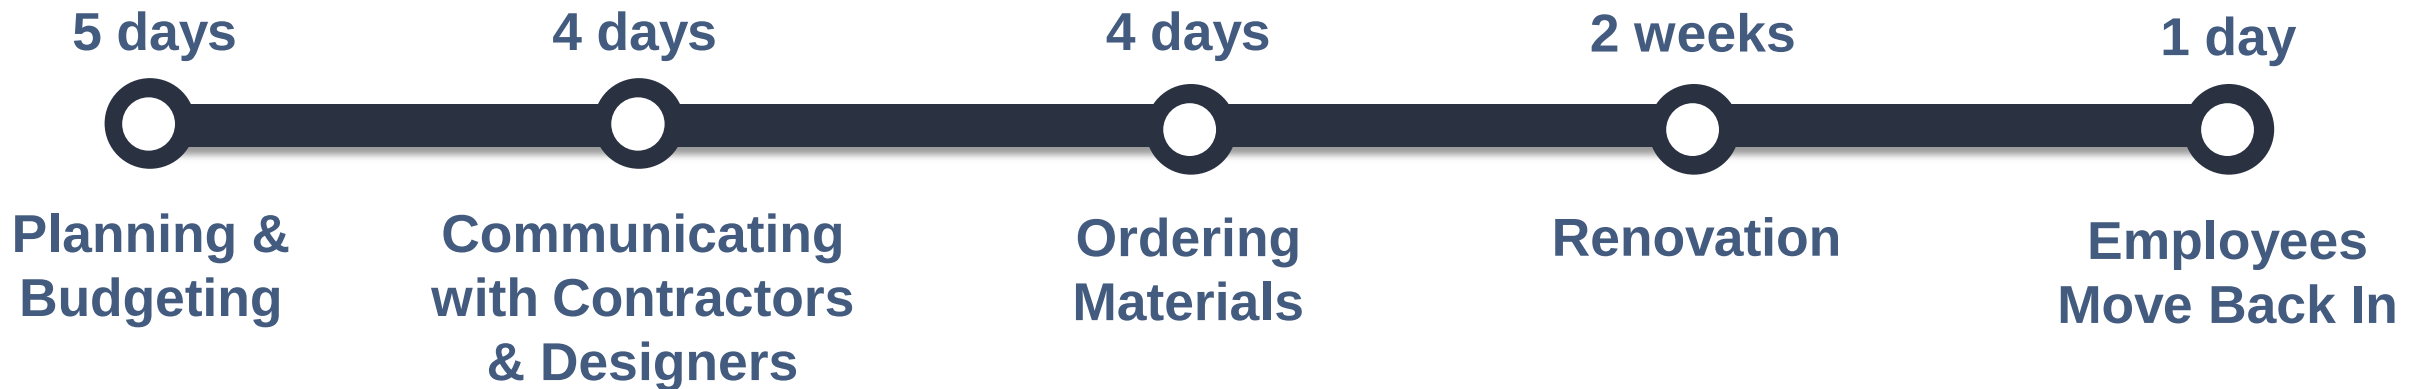 5 days
4 days
4 days
2 weeks
1 day
Planning &
Budgeting
Communicating
with Contractors
& Designers
Ordering
Materials
Renovation
Employees
Move Back In